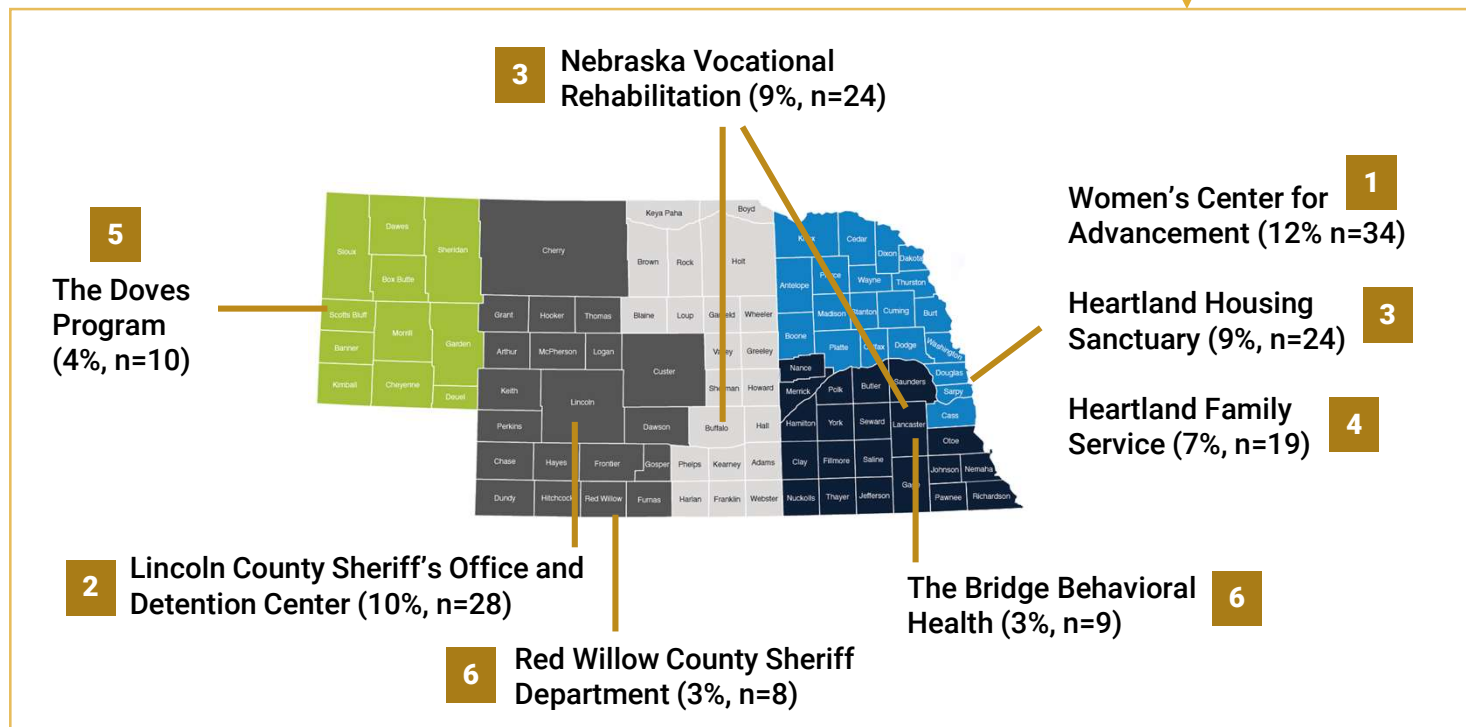 3
Nebraska Vocational
Rehabilitation (9%, n=24)
1
Women's Center for
Advancement (12% n=34)
5
The Doves
Program
(4%, n=10)
Heartland Housing
Sanctuary (9%, n=24)
3
Heartland Family
Service (7%, n=19)
4
2
Lincoln County Sheriff's Office and
Detention Center (10%, n=28)
The Bridge Behavioral
Health (3%, n=9)
6
6
Red Willow County Sheriff
Department (3%, n=8)
Sioux
Dawes
Sheridan
Box Butte
Scotts Bluff
Morrill
Garden
Banner
Kimball
Cheyenne
Deuel
Cherry
Grant
Hooker
Thomas
Arthur
McPherson
Logan
Keith
Lincoln
Custer
Perkins
Dawson
Chase
Hayes
Frontier
Gosper
Dundy
Hitchcock
Red Willow
Furnas
Keya Paha
Boyd
Brown
Rock
Holt
Blaine
Loup
Garfield
Wheeler
Valley
Greeley
Sherman
Howard
Buffalo
Hall
Phelps
Kearney
Adams
Harlan
Franklin
Webster
Knox
Cedar
Dixon
Dakota
Antelope
Pierce
Wayne
Thurston
Madison
Stanton
Cuming
Burt
Boone
Platte
Colfax
Dodge
Washington
Douglas
Sarpy
Cass
Nance
Merrick
Polk
Butler
Saunders
Hamilton
York
Seward
Lancaster
Otoe
Clay
Fillmore
Saline
Gage
Johnson
Nemaha
Nuckolls
Thayer
Jefferson
Pawnee
Richardson